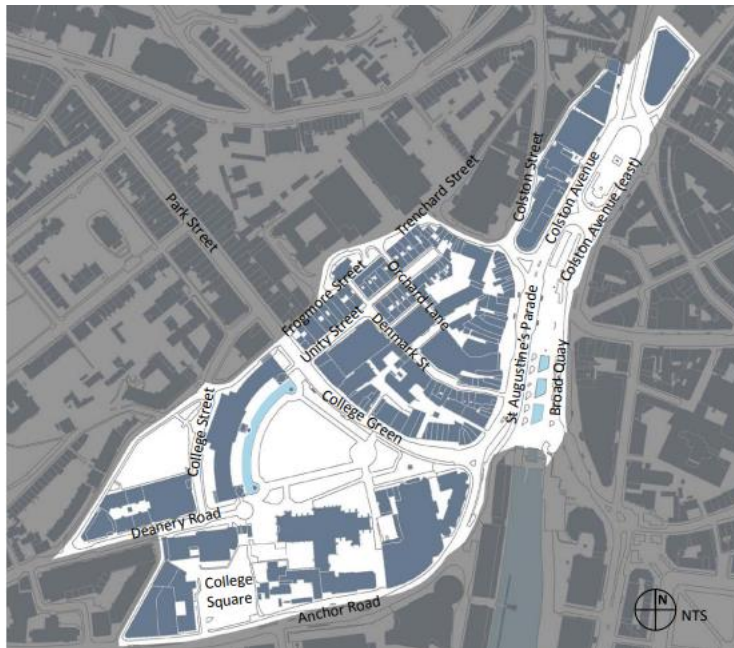 Colston Street
Colston Avenue
Colston Avenue (east)
Trenchard Street
Park Street
Orchard Lane
Frogmore Street
Unity Street
Denmark St
St Augustine's Parade
Broad Quay
College Green
College Street
Deanery Road
College
Square
Anchor Road
N
NTS